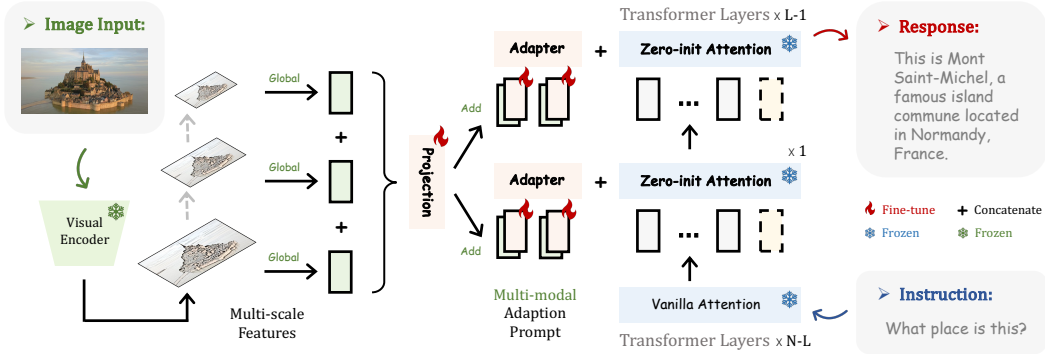 ➤ Image Input:
Visual
Encoder
Global
Global
Global
+
+
Multi-scale
Features
Projection
Add
Add
Transformer Layers x L-1
Adapter
+
Zero-init Attention
...
x 1
Adapter
+
Zero-init Attention
...
Vanilla Attention
Transformer Layers x N-L
Multi-modal
Adaption
Prompt
➤ Response:
This is Mont
Saint-Michel, a
famous island
commune located
in Normandy,
France.
Fine-tune
+ Concatenate
Frozen
Frozen
➤ Instruction:
What place is this?